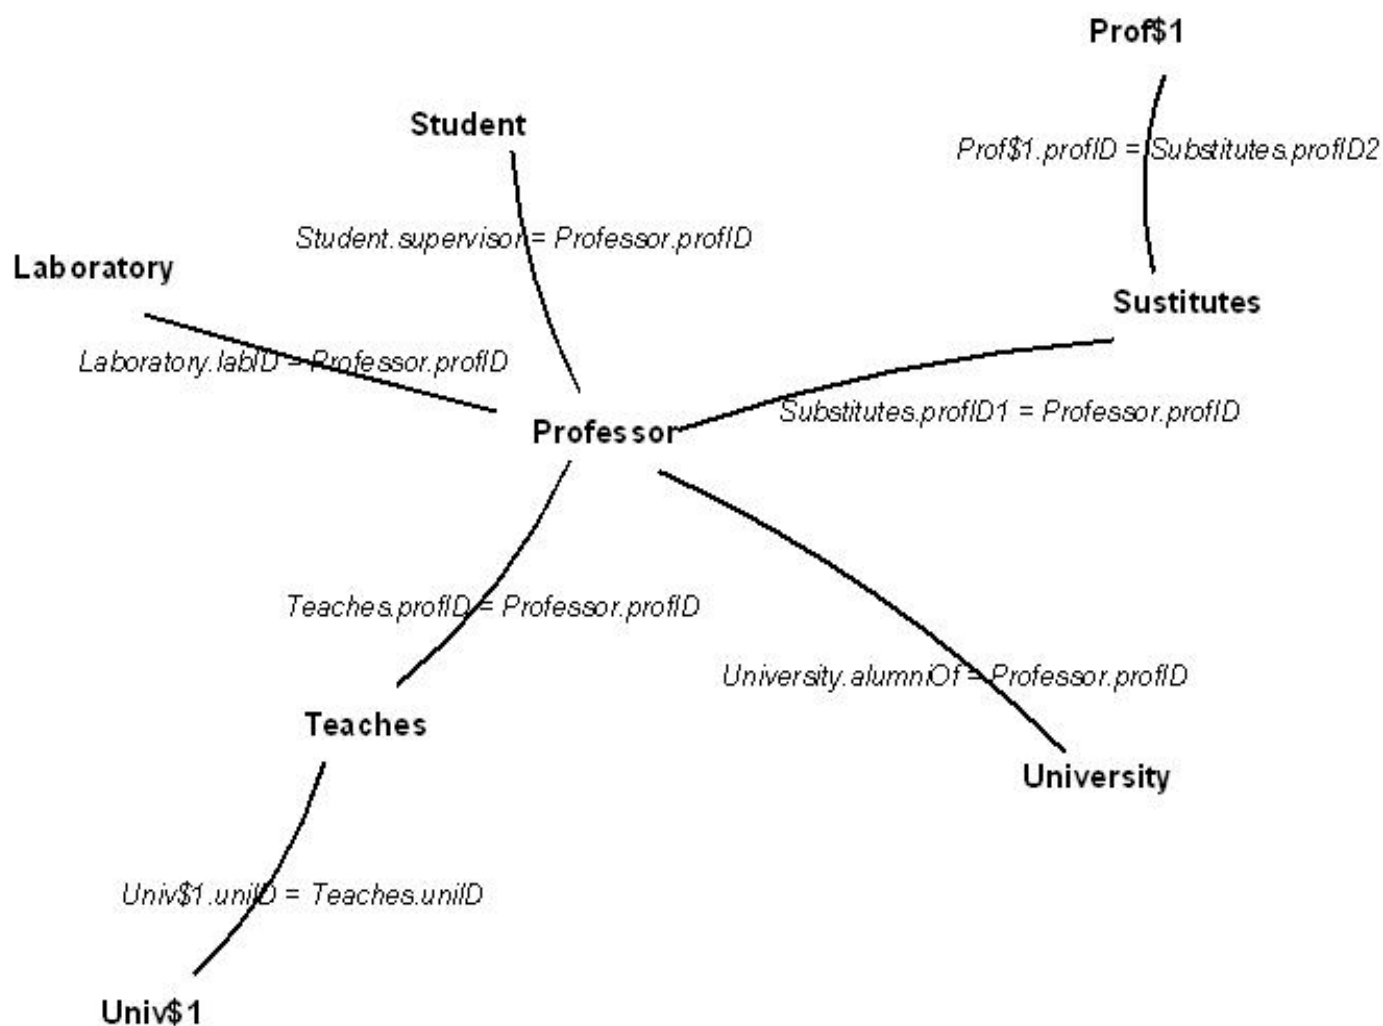 Prof$1
Student
Prof$1.profID = Substitutes.profID2
Student.supervisor = Professor.profID
Laboratory
Sustitutes
Laboratory.labID = Professor.profID
Substitutes.profID1 = Professor.profID
Professor
Teaches.profID = Professor.profID
University.alumniOf = Professor.profID
Teaches
University
Univ$1.uniID = Teaches.uniID
Univ$1